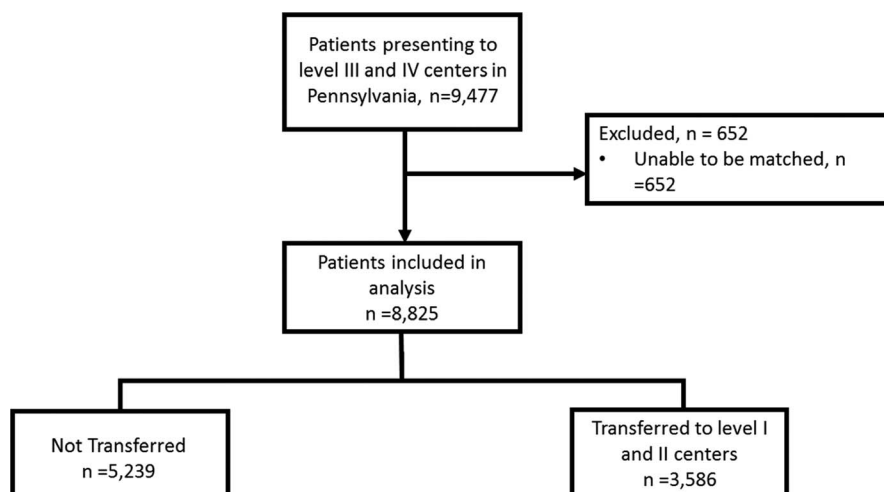 Patients presenting to
level III and IV centers in
Pennsylvania, n=9,477
Excluded, n = 652
• Unable to be matched, n
=652
Patients included in
analysis
n =8,825
Not Transferred
n =5,239
Transferred to level I
and II centers
n =3,586